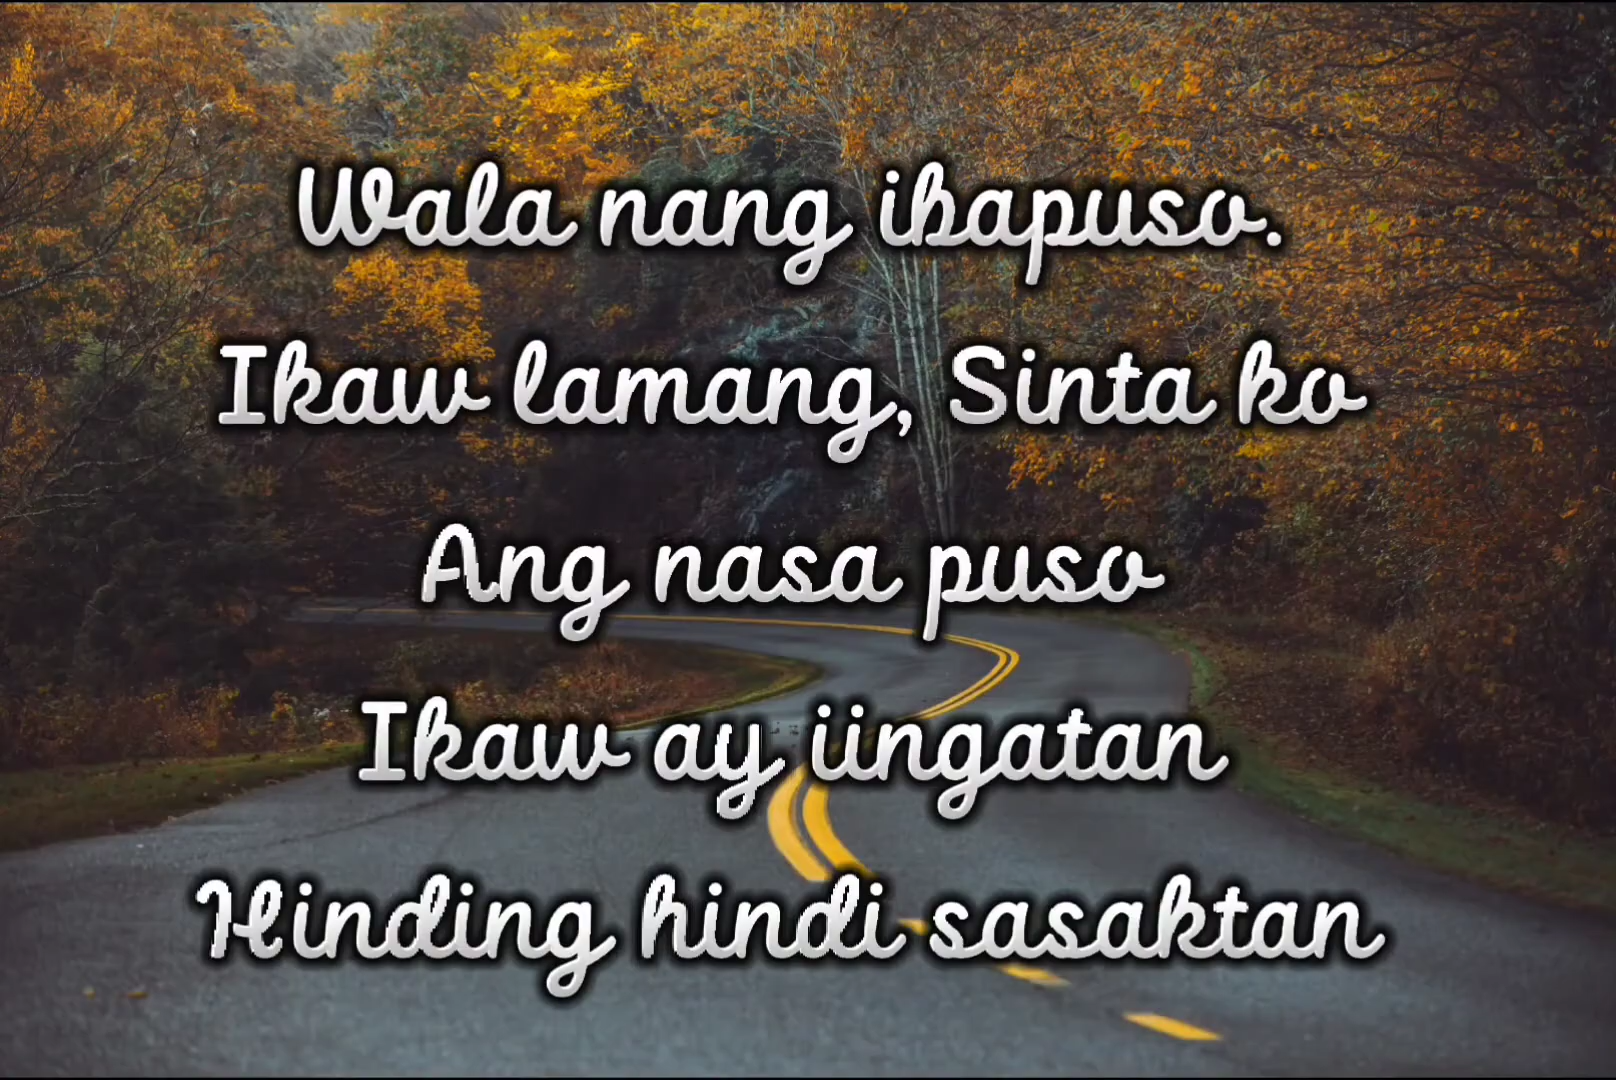 Wala nang ibapuso.
Ikaw lamang, Sinta ko
Ang nasa puso
Ikaw ay iingatan
Hinding hindi sasaktan